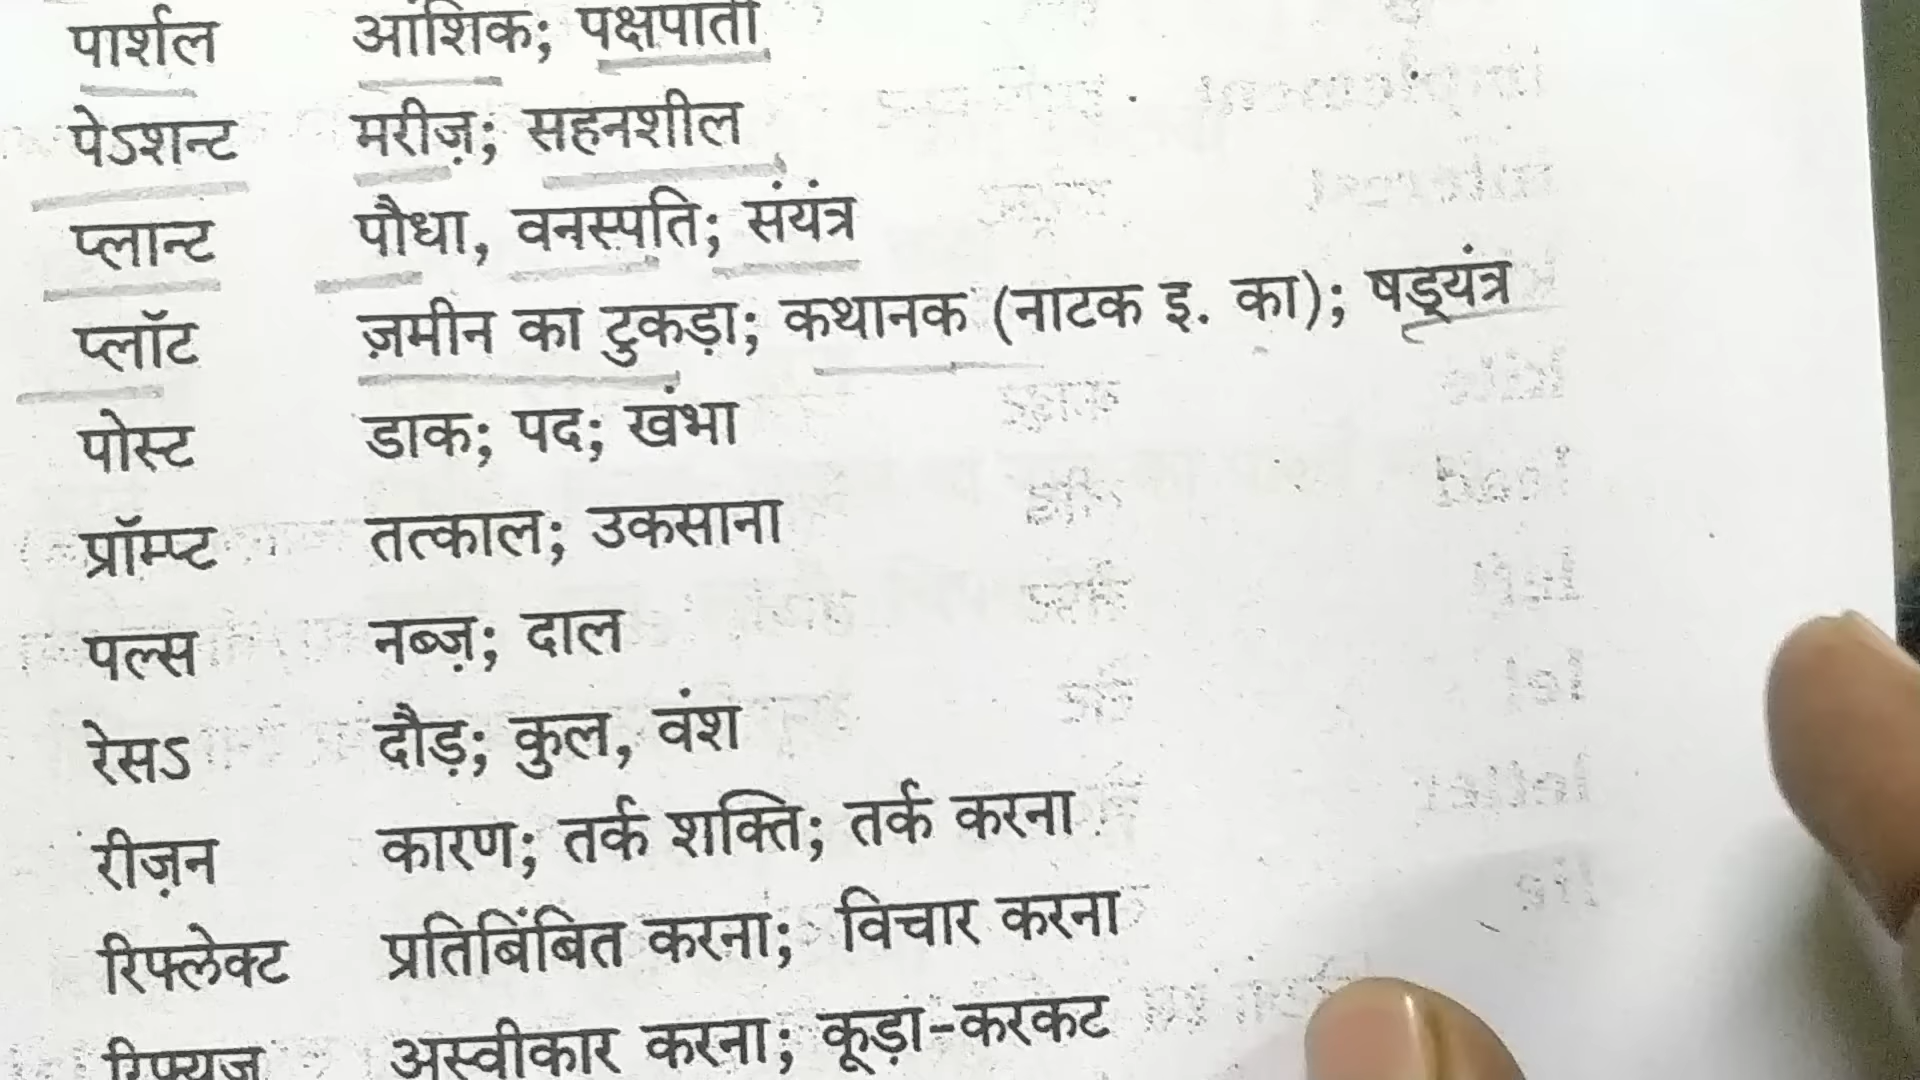 पार्शल आंशिक; पक्षपाती
पेऽशन्ट मरीज़; सहनशील
प्लान्ट पौधा, वनस्पति; संयंत्र
प्लॉट ज़मीन का टुकड़ा; कथानक (नाटक इ. का); षड्यंत्र
पोस्ट डाक; पद; खंभा
प्रॉम्प्ट तत्काल; उकसाना
पल्स नब्ज़; दाल
रेसऽ दौड़; कुल, वंश
रीज़न कारण; तर्क शक्ति; तर्क करना
रिफ्लेक्ट प्रतिबिंबित करना; विचार करना
अस्वीकार करना; कूड़ा-करकट